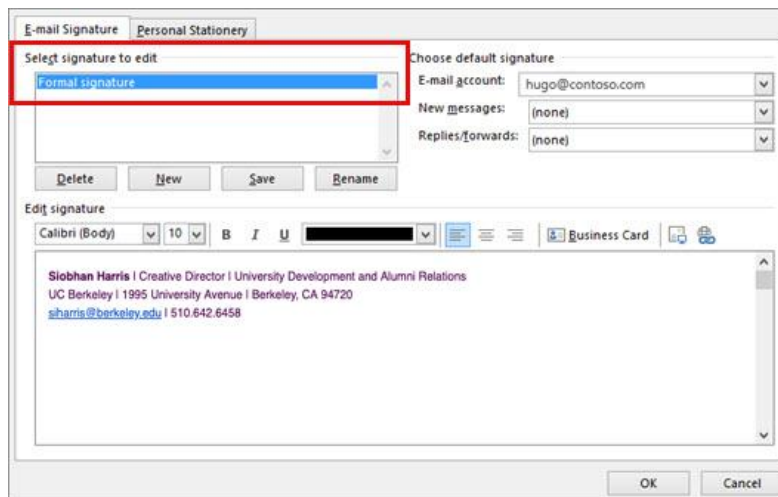 E-mail Signature Personal Stationery
Select signature to edit
Formal signature
Delete New Save Rename
Choose default signature
E-mail account: hugo@contoso.com
New messages: (none)
Replies/forwards: (none)
Edit signature
Calibri (Body) 10 B I U Business Card
Siobhan Harris | Creative Director | University Development and Alumni Relations
UC Berkeley | 1995 University Avenue | Berkeley, CA 94720
siharris@berkeley.edu | 510.642.6458
OK Cancel